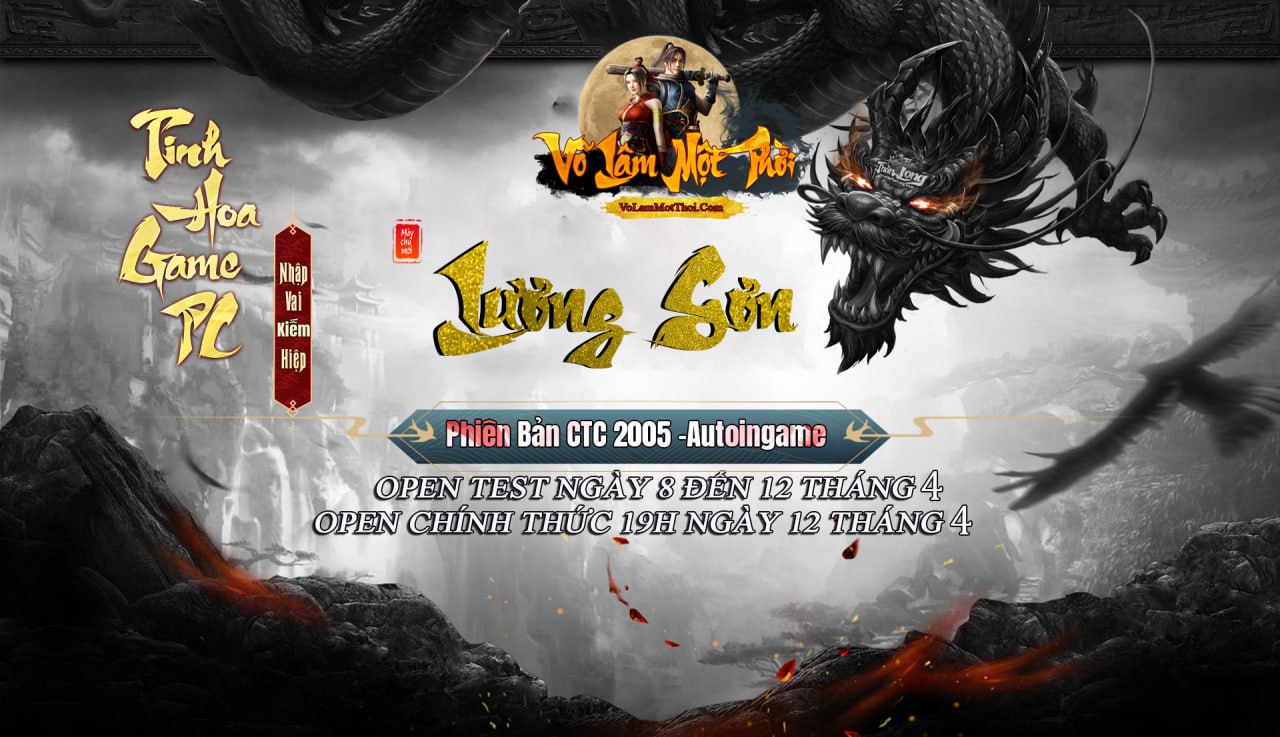 Võ Lâm Một Thời
VoLamMotThoi.Com
Thần Long
Tinh
Hoa
Game
PC
Nhập
Vai
Kiếm
Hiệp
Máy
chủ
mới
Lương Sơn
Phiên Bản CTC 2005 -Autoingame
OPEN TEST NGÀY 8 ĐẾN 12 THÁNG 4
OPEN CHÍNH THỨC 19H NGÀY 12 THÁNG 4